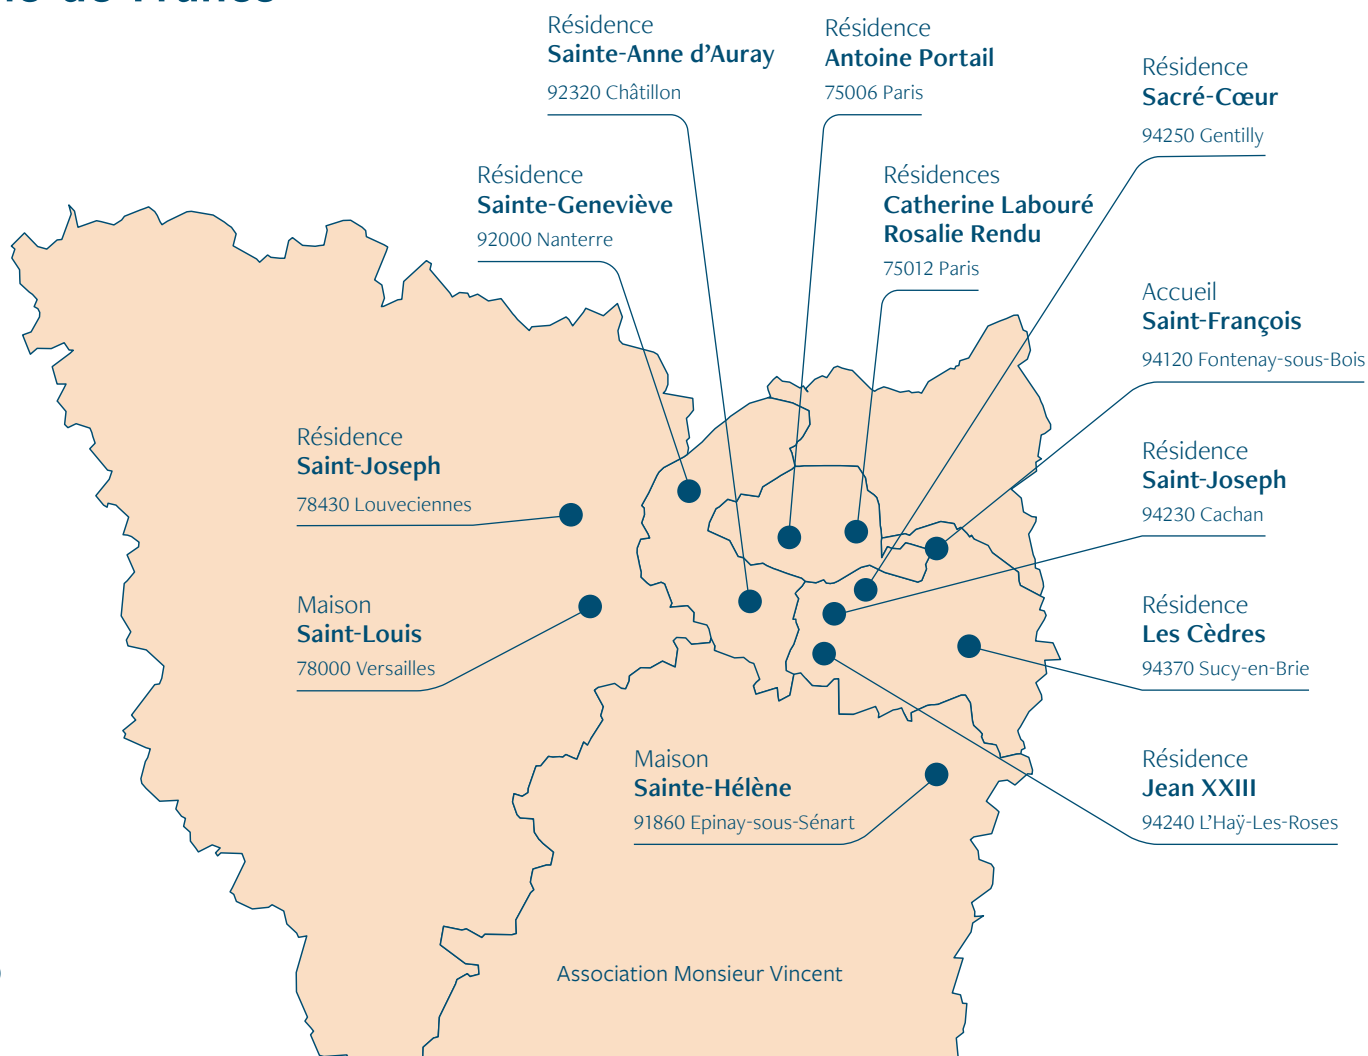 Résidence
Sainte-Anne d'Auray
92320 Châtillon
Résidence
Antoine Portail
75006 Paris
Résidence
Sacré-Cœur
94250 Gentilly
Résidence
Sainte-Geneviève
92000 Nanterre
Résidences
Catherine Labouré
Rosalie Rendu
75012 Paris
Accueil
Saint-François
94120 Fontenay-sous-Bois
Résidence
Saint-Joseph
78430 Louveciennes
Résidence
Saint-Joseph
94230 Cachan
Maison
Saint-Louis
78000 Versailles
Résidence
Les Cèdres
94370 Sucy-en-Brie
Maison
Sainte-Hélène
91860 Epinay-sous-Sénart
Résidence
Jean XXIII
94240 L'Haÿ-Les-Roses
Association Monsieur Vincent